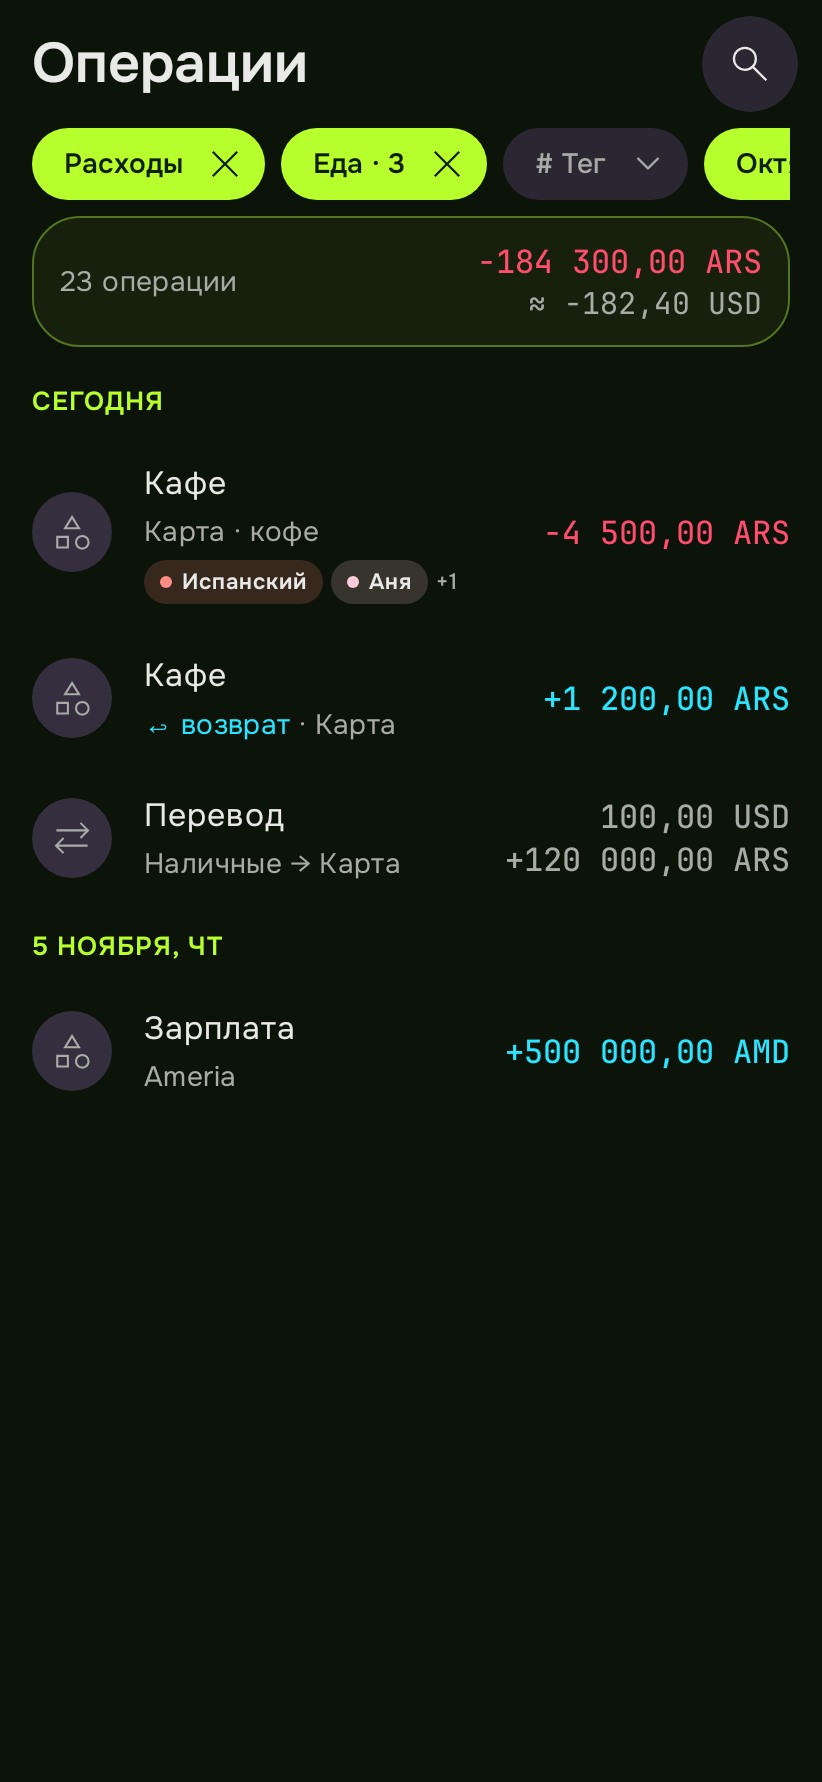 Операции
Расходы Еда · 3 # Тег
23 операции
-184 300,00 ARS
≈ -182,40 USD
СЕГОДНЯ
Кафе
Карта · кофе
-4 500,00 ARS
Испанский Аня +1
Кафе
↩ возврат · Карта
+1 200,00 ARS
Перевод
100,00 USD
Наличные → Карта
+120 000,00 ARS
5 НОЯБРЯ, ЧТ
Зарплата
Ameria
+500 000,00 AMD